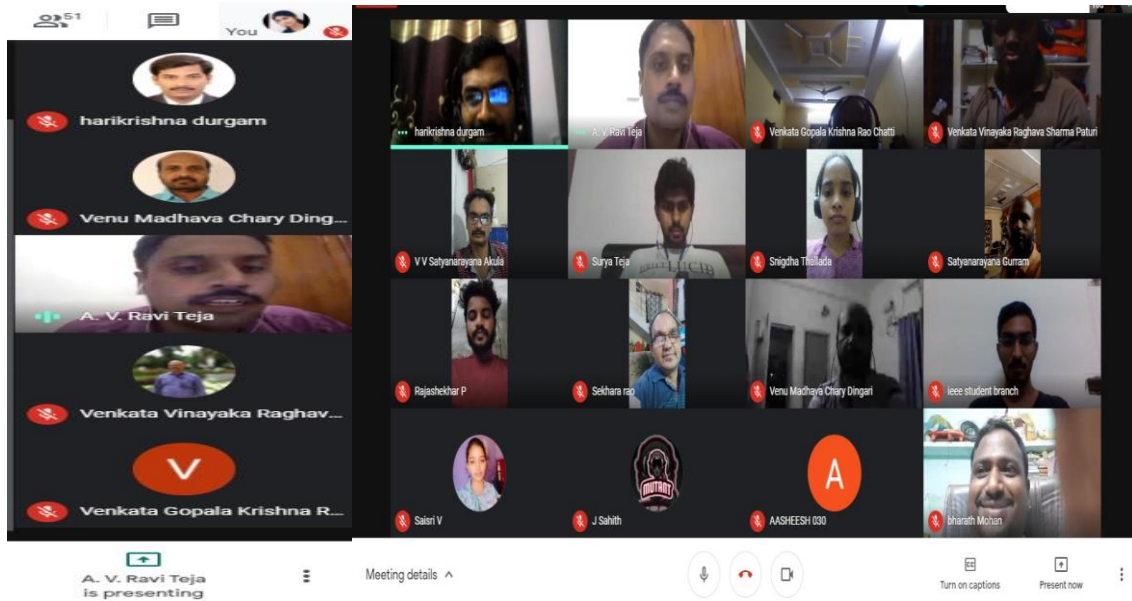 51
You
harikrishna durgam
Venu Madhava Chary Ding...
A. V. Ravi Teja
Venkata Vinayaka Raghav...
V
Venkata Gopala Krishna R...
A. V. Ravi Teja
is presenting
harikrishna durgam
A. V. Ravi Teja
Venkata Gopala Krishna Rao Chatti
Venkata Vinayaka Raghava Sharma Paturi
V V Satyanarayana Akula
Surya Teja
Snigdha Thallada
Satyanarayana Gurram
Rajashekhar P
Sekhara rao
Venu Madhava Chary Dingari
ieee student branch
MUTANT
A
Saisri V
J Sahith
AASHEESH 030
bharath Mohan
Meeting details
CC
Turn on captions
Present now